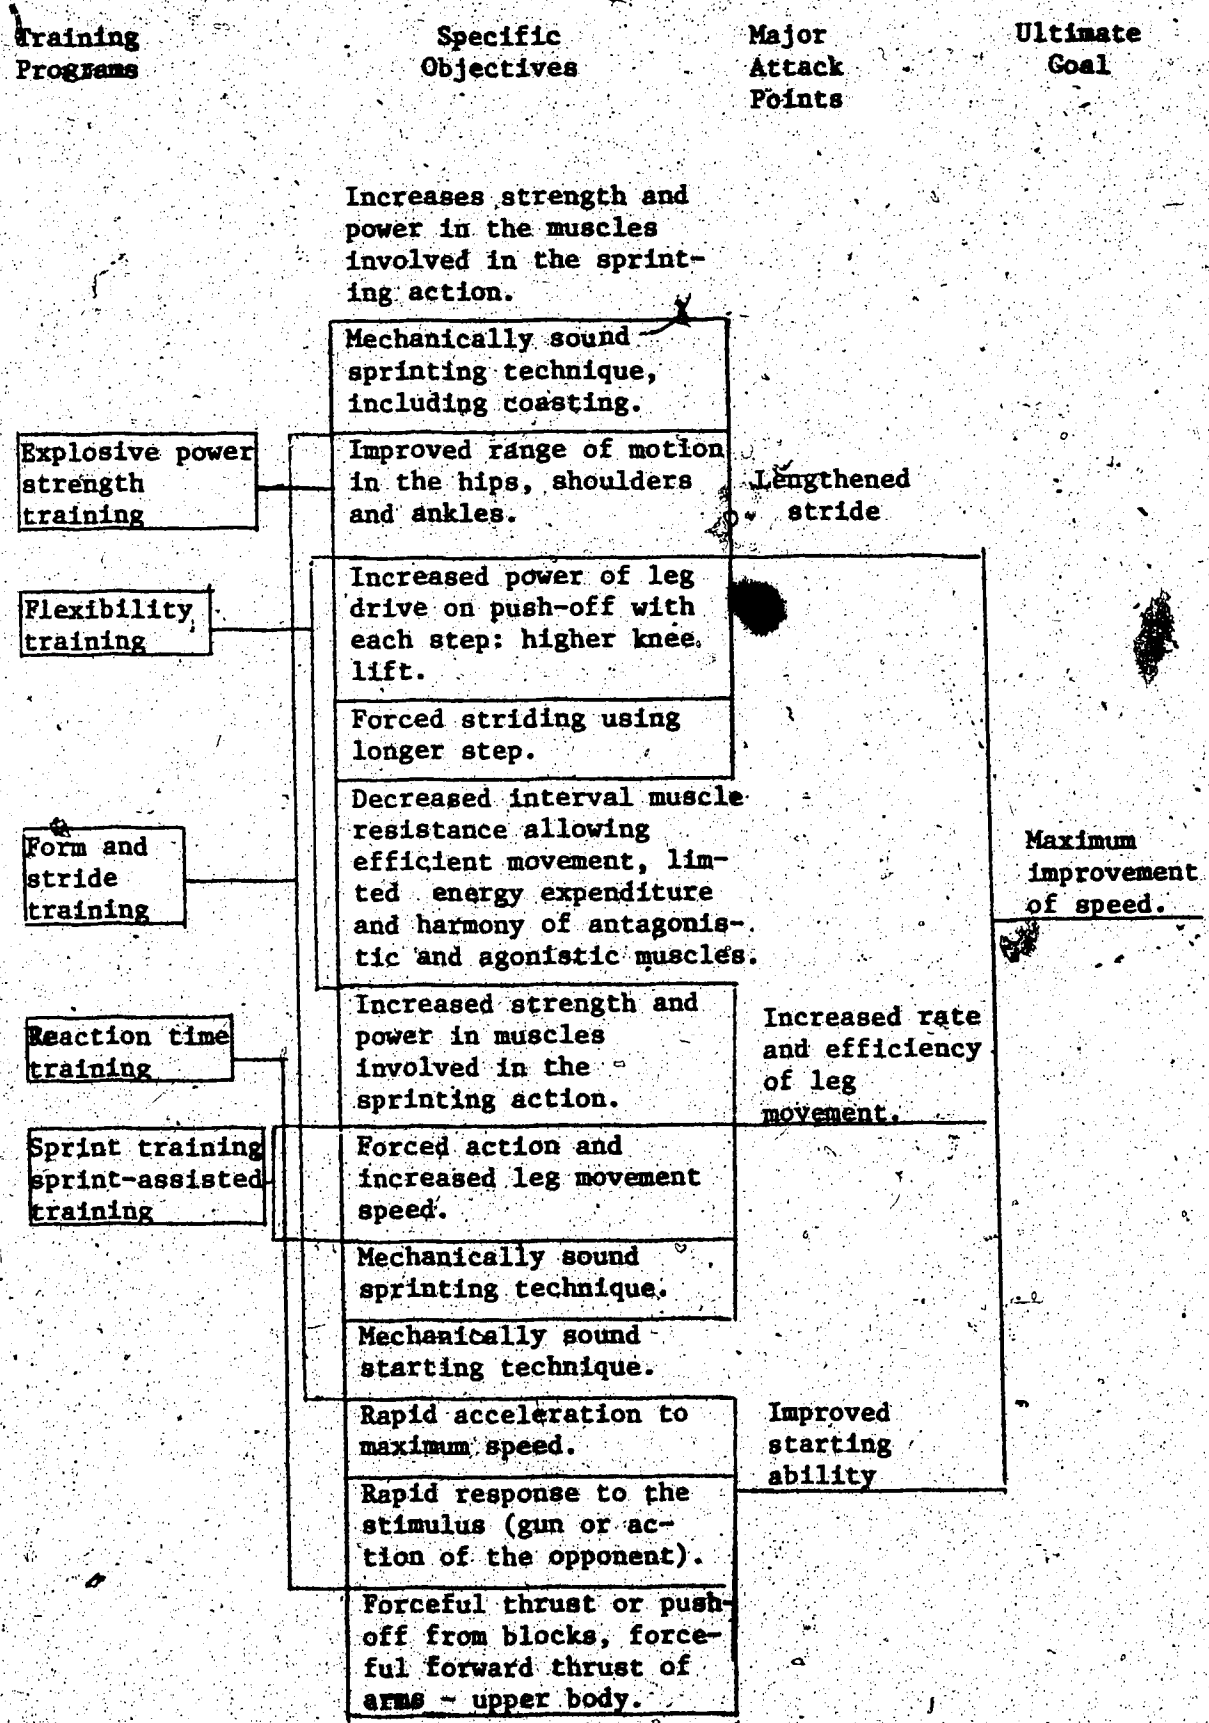 Training
Programs
Specific
Objectives
Major
Attack
Points
Ultimate
Goal
Increases strength and
power in the muscles
involved in the sprint-
ing action.
Mechanically sound
sprinting technique,
including coasting.
Explosive power
strength
training
Improved range of motion
in the hips, shoulders
and ankles.
Lengthened
stride
Flexibility
training
Increased power of leg
drive on push-off with
each step: higher knee
lift.
Forced striding using
longer step.
Form and
stride
training
Decreased interval muscle
resistance allowing
efficient movement, lim-
ted energy expenditure
and harmony of antagonis-
tic and agonistic muscles.
Maximum
improvement
of speed.
Reaction time
training
Increased strength and
power in muscles
involved in the
sprinting action.
Increased rate
and efficiency
of leg
movement.
Sprint training
sprint-assisted
training
Forced action and
increased leg movement
speed.
Mechanically sound
sprinting technique.
Mechanically sound
starting technique.
Rapid acceleration to
maximum speed.
Improved
starting
ability
Rapid response to the
stimulus (gun or ac-
tion of the opponent).
Forceful thrust or push-
off from blocks, force-
ful forward thrust of
arms - upper body.